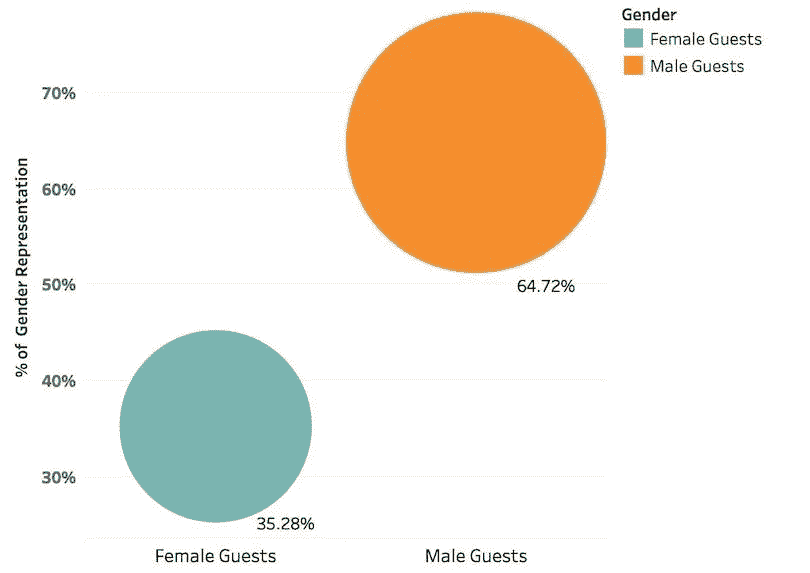 Gender
Female Guests
Male Guests
% of Gender Representation
70%
60%
50%
40%
30%
64.72%
35.28%
Female Guests
Male Guests